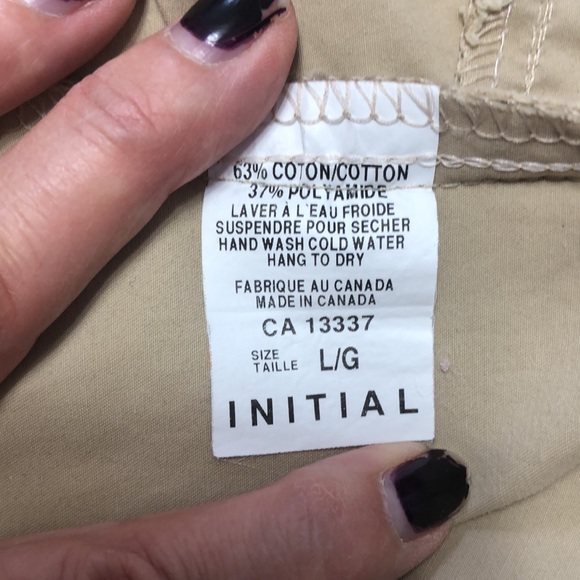 63% COTON/COTTON
37% POLYAMIDE
LAVER À L'EAU FROIDE
SUSPENDRE POUR SECHER
HAND WASH COLD WATER
HANG TO DRY
FABRIQUE AU CANADA
MADE IN CANADA
CA 13337
SIZE
TAILLE L/G
INITIAL